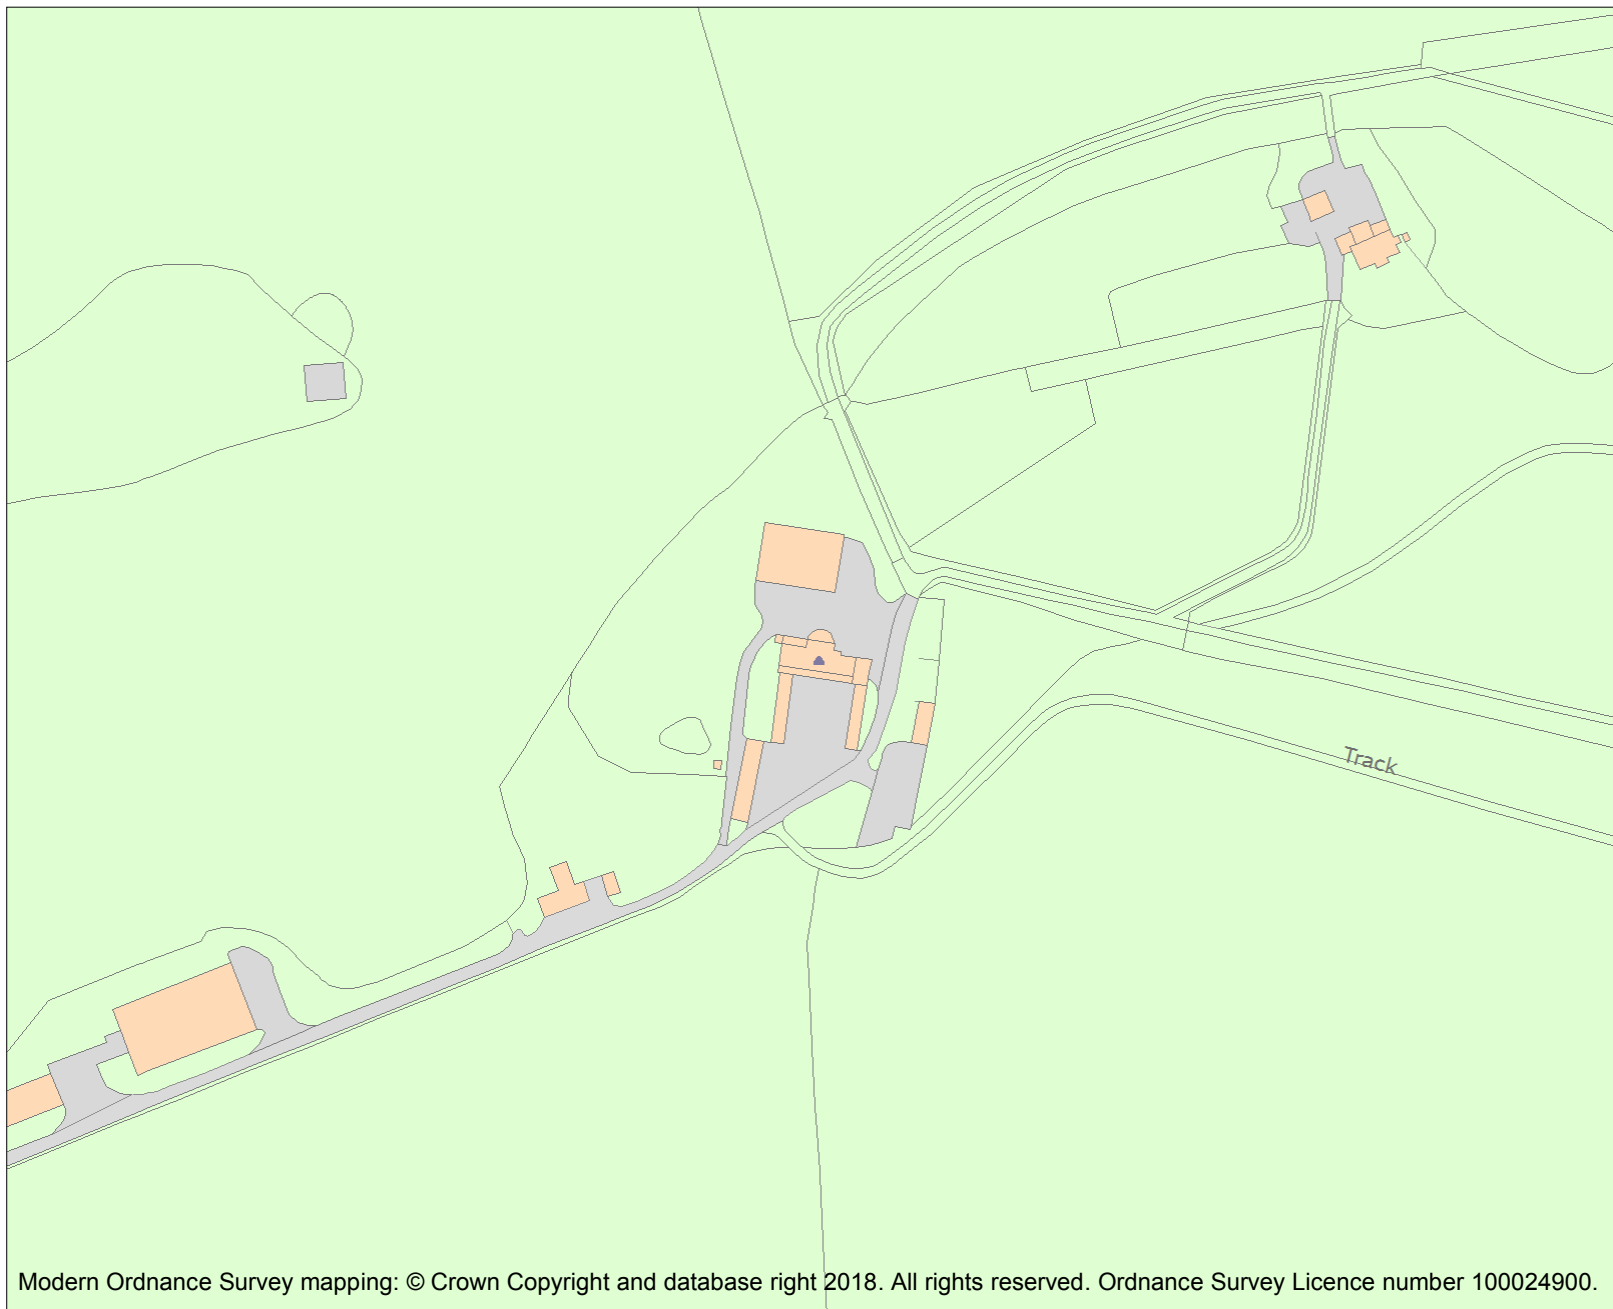 Track
Modern Ordnance Survey mapping: © Crown Copyright and database right 2018. All rights reserved. Ordnance Survey Licence number 100024900.